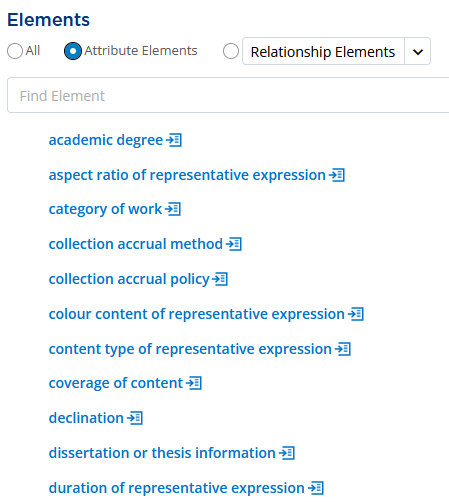 Elements
All Attribute Elements Relationship Elements
Find Element
academic degree
aspect ratio of representative expression
category of work
collection accrual method
collection accrual policy
colour content of representative expression
content type of representative expression
coverage of content
declination
dissertation or thesis information
duration of representative expression